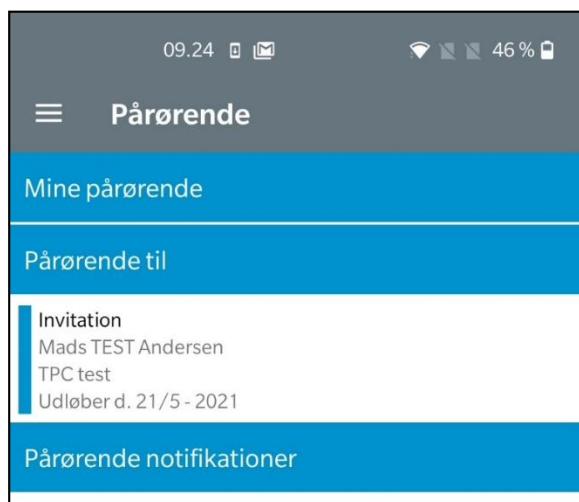 09.24 46 %
Pårørende
Mine pårørende
Pårørende til
Invitation
Mads TEST Andersen
TPC test
Udløber d. 21/5 - 2021
Pårørende notifikationer